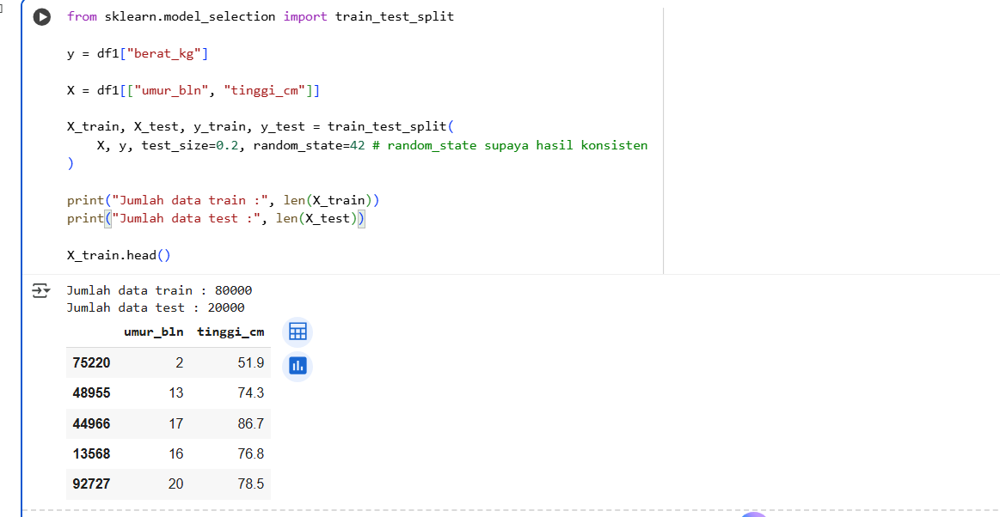 from sklearn.model_selection import train_test_split
y = df1["berat_kg"]
X = df1[["umur_bln", "tinggi_cm"]]
X_train, X_test, y_train, y_test = train_test_split(
    X, y, test_size=0.2, random_state=42 # random_state supaya hasil konsisten
)
print("Jumlah data train :", len(X_train))
print("Jumlah data test :", len(X_test))
X_train.head()
Jumlah data train : 80000
Jumlah data test : 20000
umur_bln tinggi_cm
75220 2 51.9
48955 13 74.3
44966 17 86.7
13568 16 76.8
92727 20 78.5